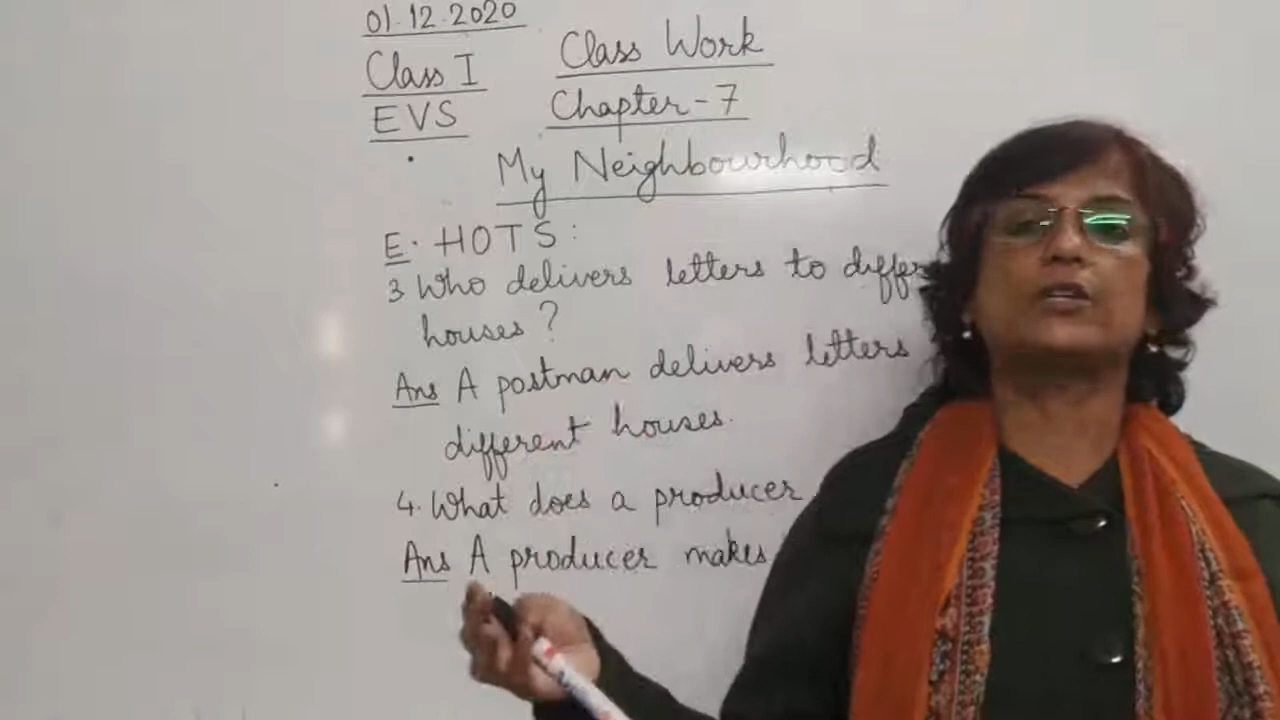 01.12.2020
Class I Class Work
EVS Chapter-7
My Neighbourhood
E. HOTS:
3 Who delivers letters to differ
houses?
Ans A postman delivers letters
different houses.
4. What does a producer
Ans A producer makes